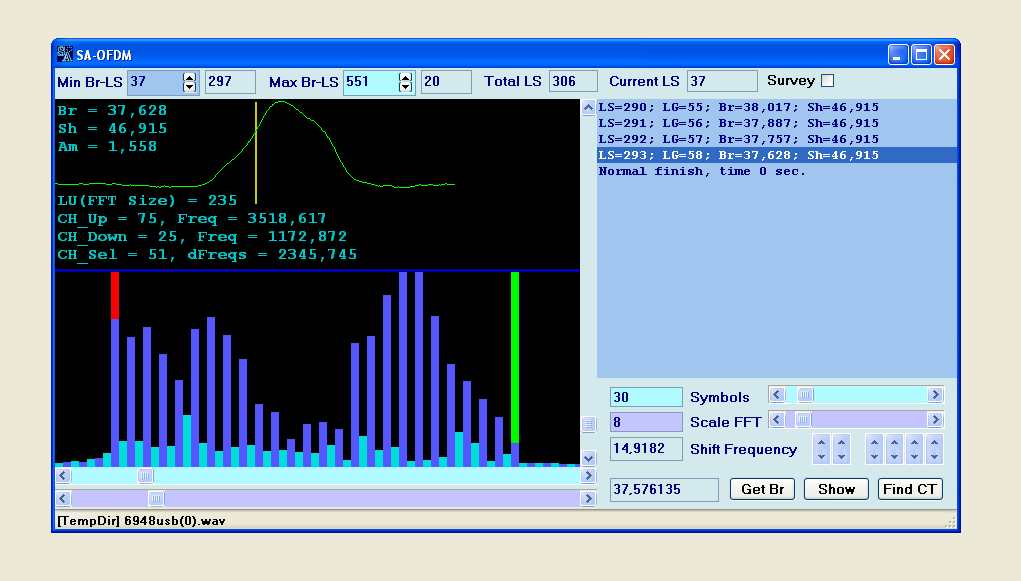 SA-OFDM
Min Br-LS 37 297 Max Br-LS 551 20 Total LS 306 Current LS 37 Survey
Br = 37,628
Sh = 46,915
Am = 1,558
LU(FFT Size) = 235
CH_Up = 75, Freq = 3518,617
CH_Down = 25, Freq = 1172,872
CH_Sel = 51, dFreqs = 2345,745
LS=290; LG=55; Br=38,017; Sh=46,915
LS=291; LG=56; Br=37,887; Sh=46,915
LS=292; LG=57; Br=37,757; Sh=46,915
LS=293; LG=58; Br=37,628; Sh=46,915
Normal finish, time 0 sec.
30 Symbols
8 Scale FFT
14,9182 Shift Frequency
37,576135 Get Br Show Find CT
[TempDir] 6948usb(0).wav